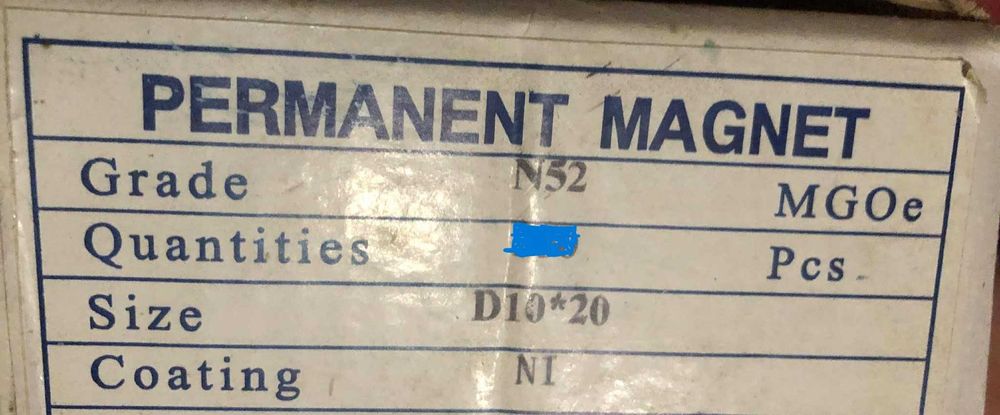 PERMANENT MAGNET
Grade N52 MGOe
Quantities Pcs
Size D10*20
Coating NI